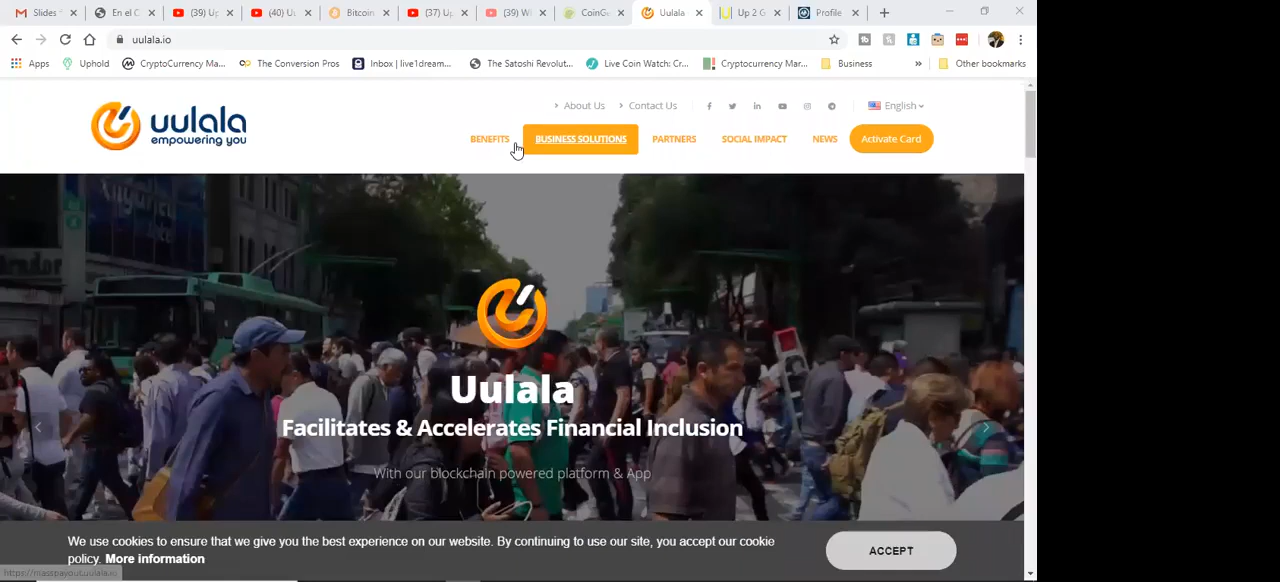 Slides
En el C
(39) Up
(40) Uu
Bitcoin
(37) Up
(39) W
CoinGe
Uulala
Up 2 G
Profile
uulala.io
Apps
Uphold
CryptoCurrency Ma...
The Conversion Pros
Inbox | live1dream...
The Satoshi Revolut...
Live Coin Watch: Cr...
Cryptocurrency Mar...
Business
»
Other bookmarks
uulala
empowering you
About Us
Contact Us
English
BENEFITS
BUSINESS SOLUTIONS
PARTNERS
SOCIAL IMPACT
NEWS
Activate Card
Uulala
Facilitates & Accelerates Financial Inclusion
With our blockchain powered platform & App
We use cookies to ensure that we give you the best experience on our website. By continuing to use our site, you accept our cookie
policy. More information
ACCEPT
https://masspayout.uulala.io